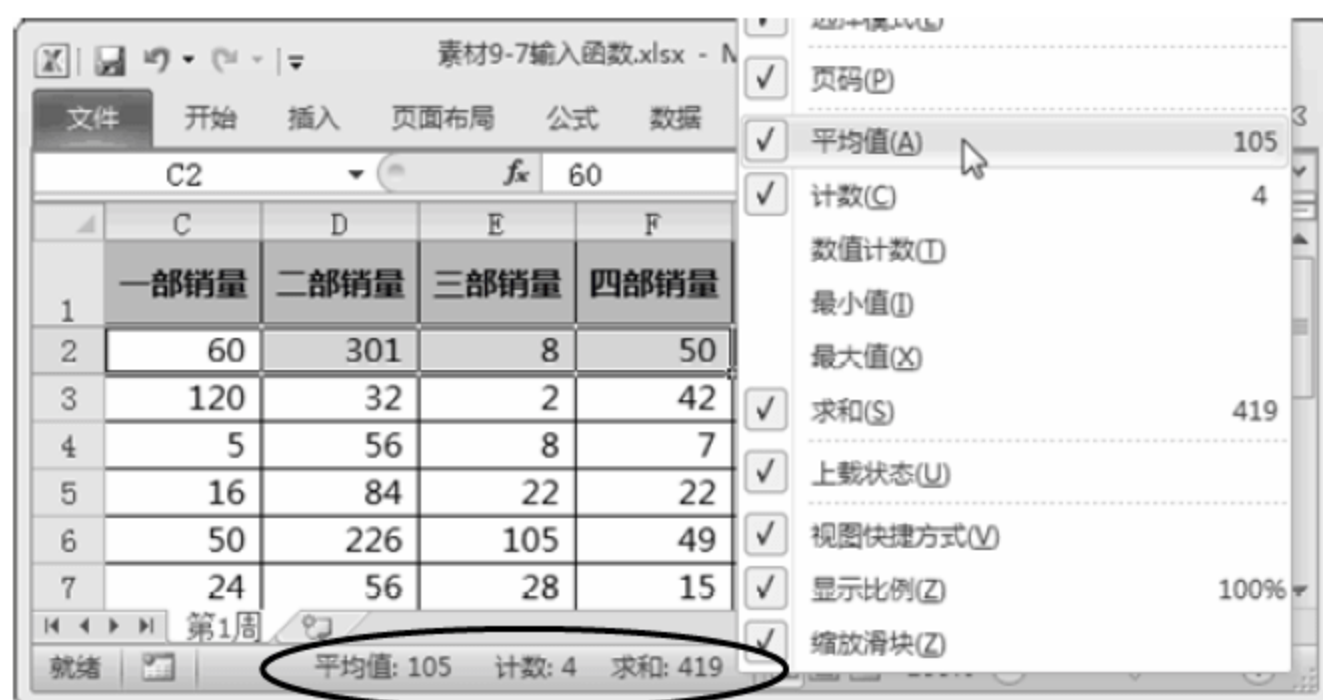 素材9-7输入函数.xlsx - M
文件 开始 插入 页面布局 公式 数据
C2 fx 60
C D E F
1 一部销量 二部销量 三部销量 四部销量
2 60 301 8 50
3 120 32 2 42
4 5 56 8 7
5 16 84 22 22
6 50 226 105 49
7 24 56 28 15
第1周
就绪 平均值: 105 计数: 4 求和: 419
页码(P)
平均值(A) 105
计数(C) 4
数值计数(T)
最小值(I)
最大值(X)
求和(S) 419
上载状态(U)
视图快捷方式(V)
显示比例(Z) 100%
缩放滑块(Z)